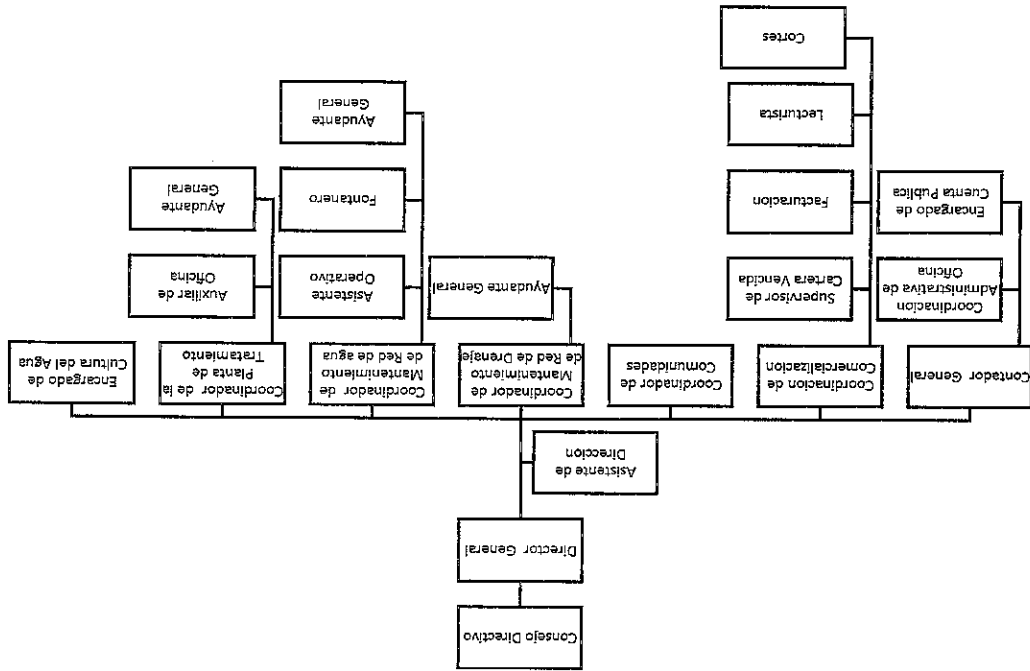 Consejo Directivo
Director General
Asistente de
Direccion
Contador General
Coordinacion de
Comercializacion
Coordinador de
Comunidades
Coordinador de
Mantenimiento
de Red de Drenaje
Coordinador de
Mantenimiento
de Red de agua
Coordinador de la
Planta de
Tratamiento
Encargado de
Cultura del Agua
Coordinacion
Administrativa de
Oficina
Encargado de
Cuenta Publica
Supervisor de
Cartera Vencida
Facturacion
Lecturista
Cortes
Ayudante General
Asistente
Operativo
Fontanero
Ayudante
General
Auxiliar de
Oficina
Ayudante
General